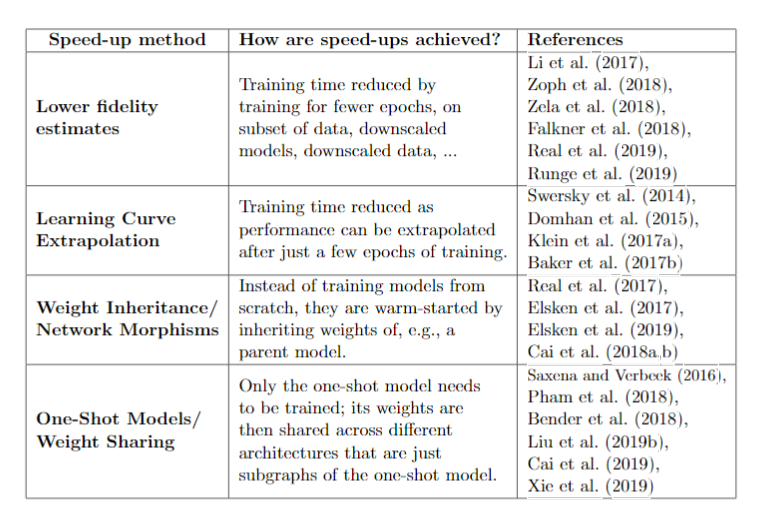 Speed-up method
How are speed-ups achieved?
References
Lower fidelity
estimates
Training time reduced by
training for fewer epochs, on
subset of data, downscaled
models, downscaled data, ...
Li et al. (2017),
Zoph et al. (2018),
Zela et al. (2018),
Falkner et al. (2018),
Real et al. (2019),
Runge et al. (2019)
Learning Curve
Extrapolation
Training time reduced as
performance can be extrapolated
after just a few epochs of training.
Swersky et al. (2014),
Domhan et al. (2015),
Klein et al. (2017a),
Baker et al. (2017b)
Weight Inheritance/
Network Morphisms
Instead of training models from
scratch, they are warm-started by
inheriting weights of, e.g., a
parent model.
Real et al. (2017),
Elsken et al. (2017),
Elsken et al. (2019),
Cai et al. (2018a,b)
One-Shot Models/
Weight Sharing
Only the one-shot model needs
to be trained; its weights are
then shared across different
architectures that are just
subgraphs of the one-shot model.
Saxena and Verbeek (2016),
Pham et al. (2018),
Bender et al. (2018),
Liu et al. (2019b),
Cai et al. (2019),
Xie et al. (2019)